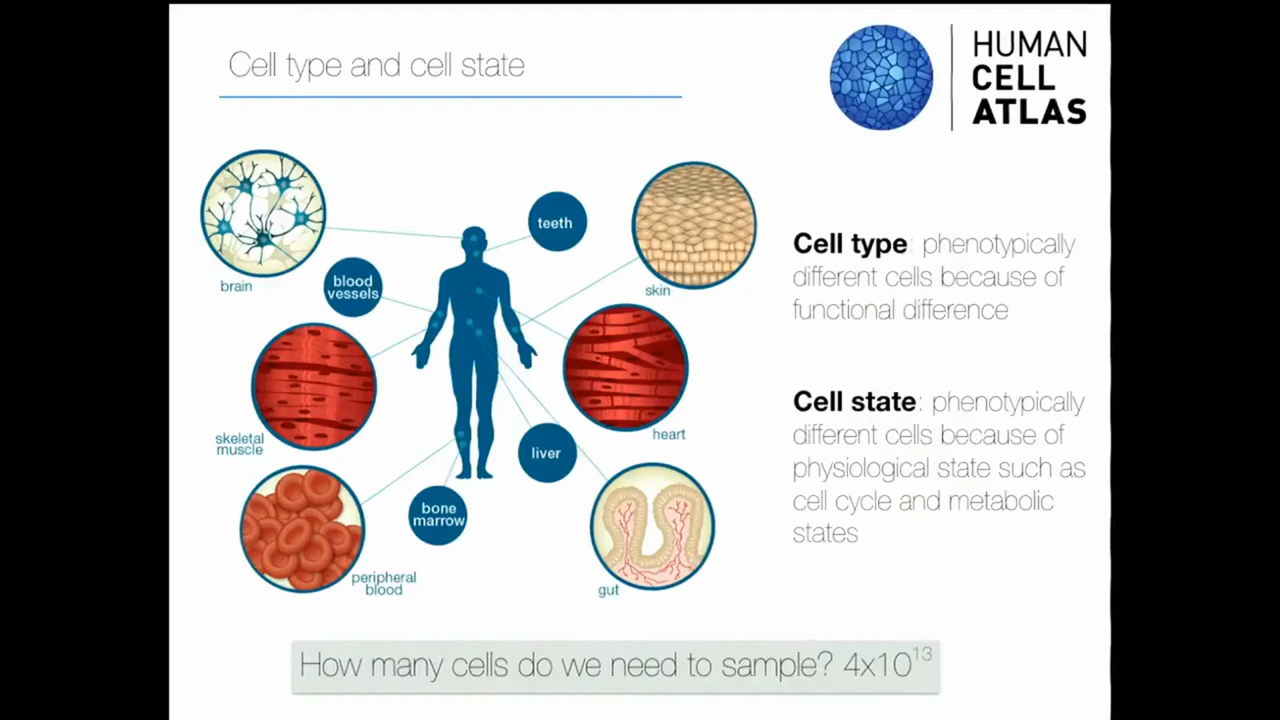 Cell type and cell state
HUMAN
CELL
ATLAS
brain
blood
vessels
teeth
skin
skeletal
muscle
heart
liver
bone
marrow
peripheral
blood
gut
Cell type: phenotypically
different cells because of
functional difference
Cell state: phenotypically
different cells because of
physiological state such as
cell cycle and metabolic
states
How many cells do we need to sample? 4x10¹³